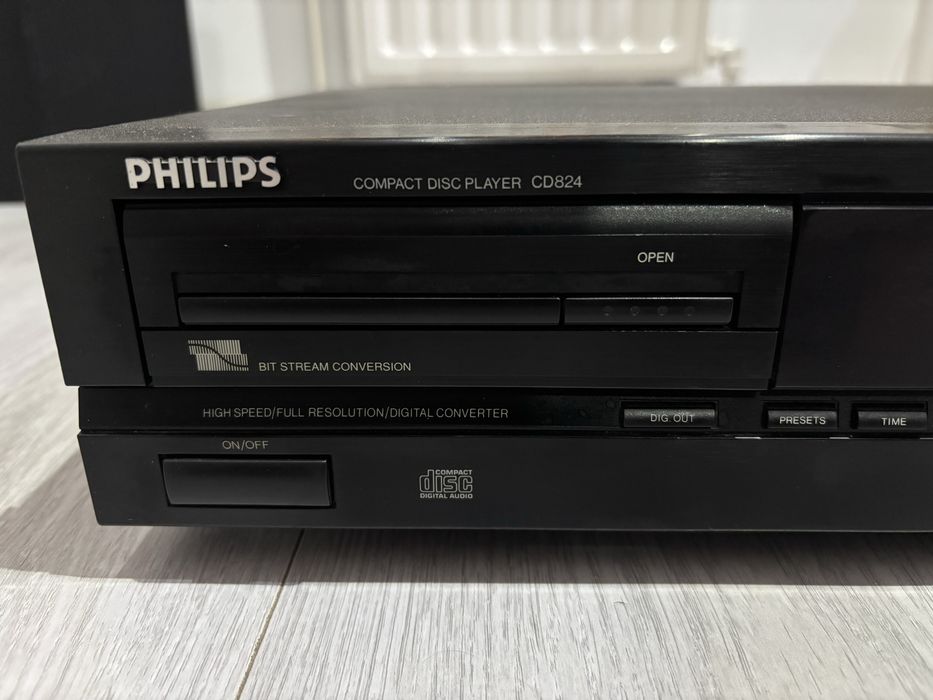 PHILIPS
COMPACT DISC PLAYER CD824
OPEN
BIT STREAM CONVERSION
HIGH SPEED/FULL RESOLUTION/DIGITAL CONVERTER
DIG. OUT
PRESETS
TIME
ON/OFF
COMPACT
disc
DIGITAL AUDIO